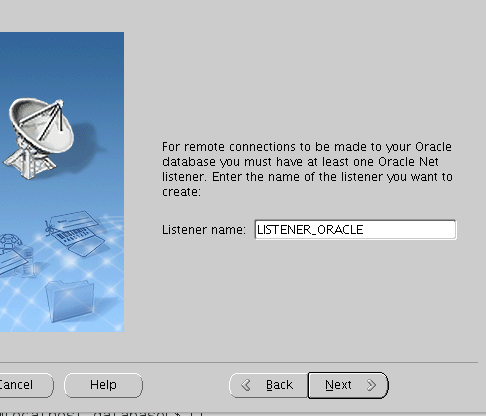 For remote connections to be made to your Oracle
database you must have at least one Oracle Net
listener. Enter the name of the listener you want to
create:
Listener name: LISTENER_ORACLE
Cancel Help Back Next